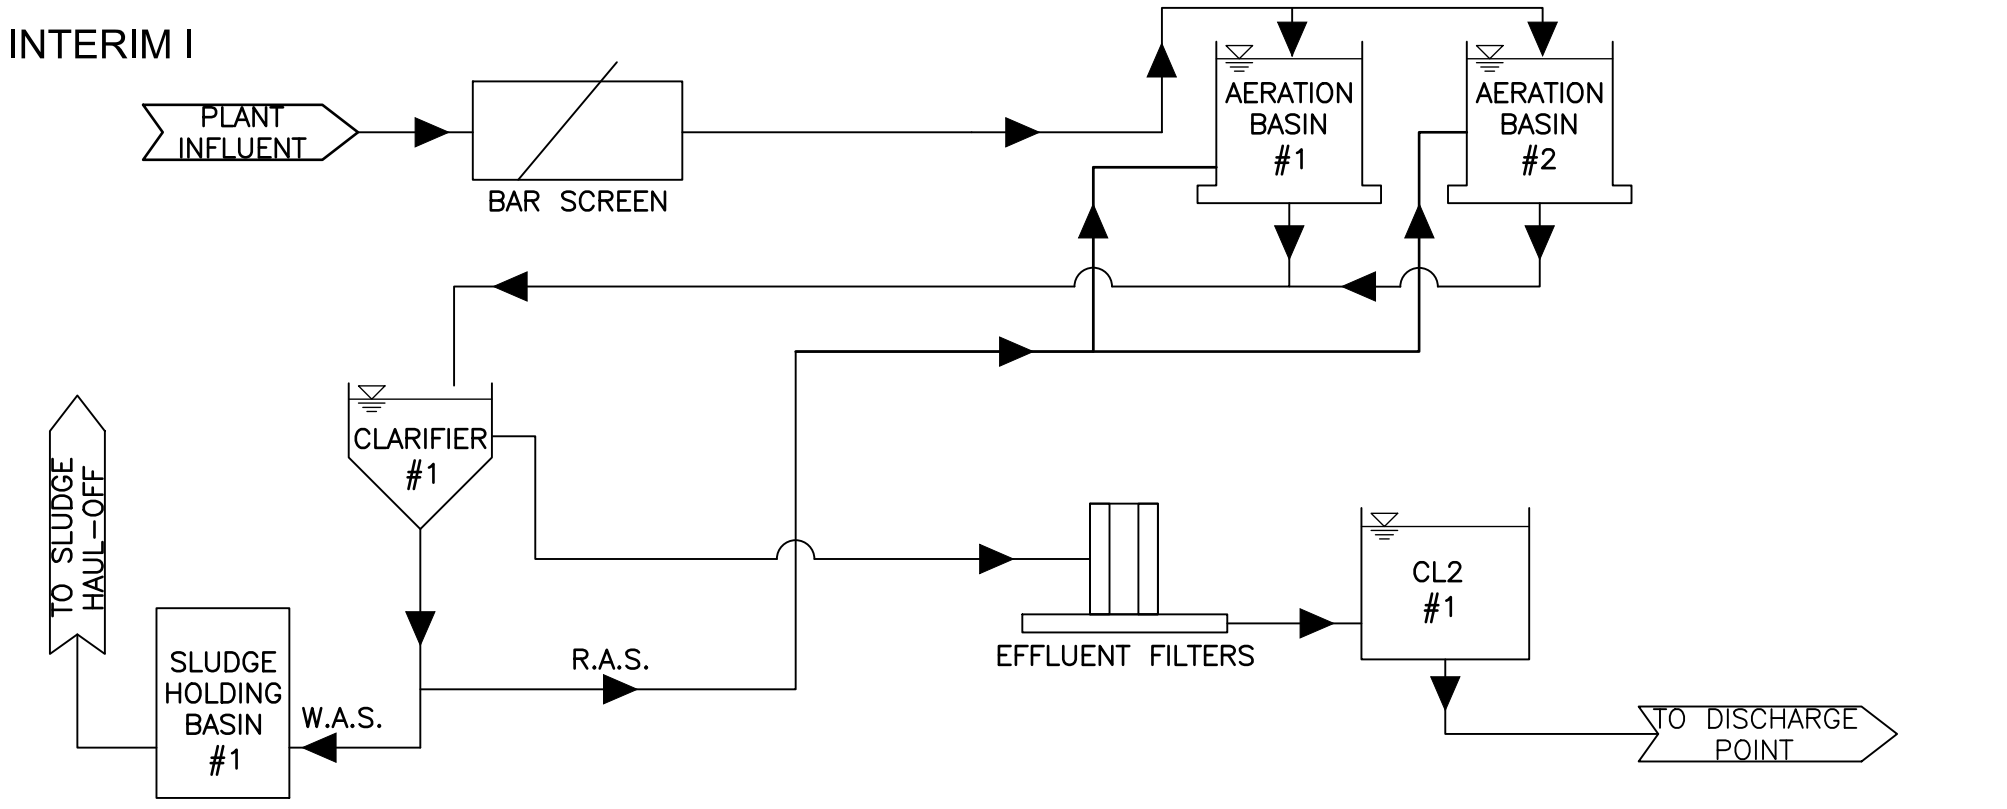 INTERIM I
PLANT
INFLUENT
BAR SCREEN
AERATION
BASIN
#1
AERATION
BASIN
#2
CLARIFIER
#1
TO SLUDGE
HAUL-OFF
SLUDGE
HOLDING
BASIN
#1
W.A.S.
R.A.S.
EFFLUENT FILTERS
CL2
#1
TO DISCHARGE
POINT